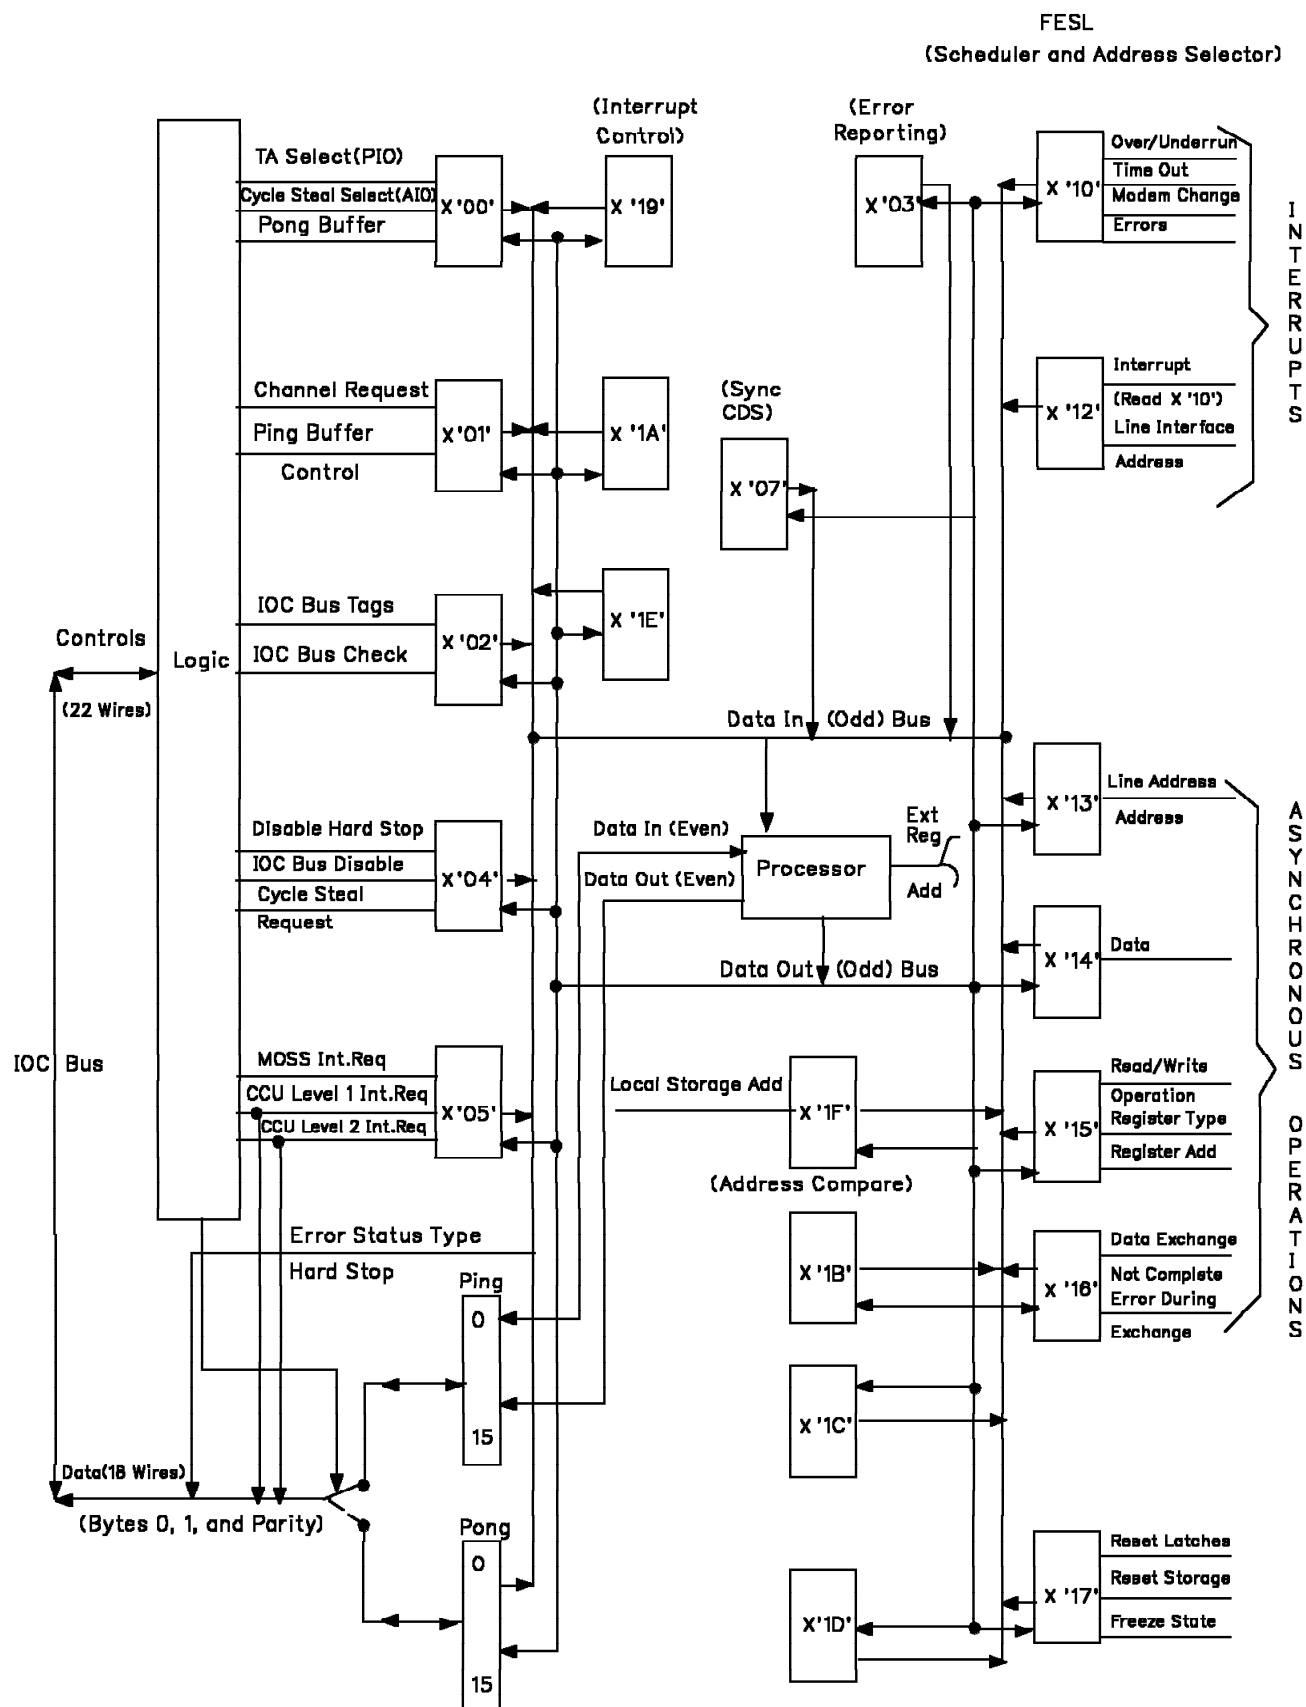 FESL
(Scheduler and Address Selector)
(Interrupt
Control)
(Error
Reporting)
TA Select(PIO)
Cycle Steal Select(AIO)
Pong Buffer
X '00'
X '19'
X '03'
X '10'
Over/Underrun
Time Out
Modem Change
Errors
INTERRUPTS
Channel Request
Ping Buffer
Control
X '01'
X '1A'
(Sync
CDS)
X '07'
X '12'
Interrupt
(Read X '10')
Line Interface
Address
IOC Bus Tags
IOC Bus Check
X '02'
X '1E'
Controls
(22 Wires)
Logic
Data In (Odd) Bus
X '13'
Line Address
Address
Disable Hard Stop
IOC Bus Disable
Cycle Steal
Request
X '04'
Data In (Even)
Data Out (Even)
Processor
Ext
Reg
Add
X '14'
Data
Data Out (Odd) Bus
ASYNCHRONOUS OPERATIONS
IOC Bus
MOSS Int.Req
CCU Level 1 Int.Req
CCU Level 2 Int.Req
X '05'
Local Storage Add
X '1F'
(Address Compare)
X '15'
Read/Write
Operation
Register Type
Register Add
Error Status Type
Hard Stop
X '1B'
X '16'
Data Exchange
Not Complete
Error During
Exchange
Ping
0
15
X '1C'
Data(18 Wires)
(Bytes 0, 1, and Parity)
Pong
0
15
X '1D'
X '17'
Reset Latches
Reset Storage
Freeze State